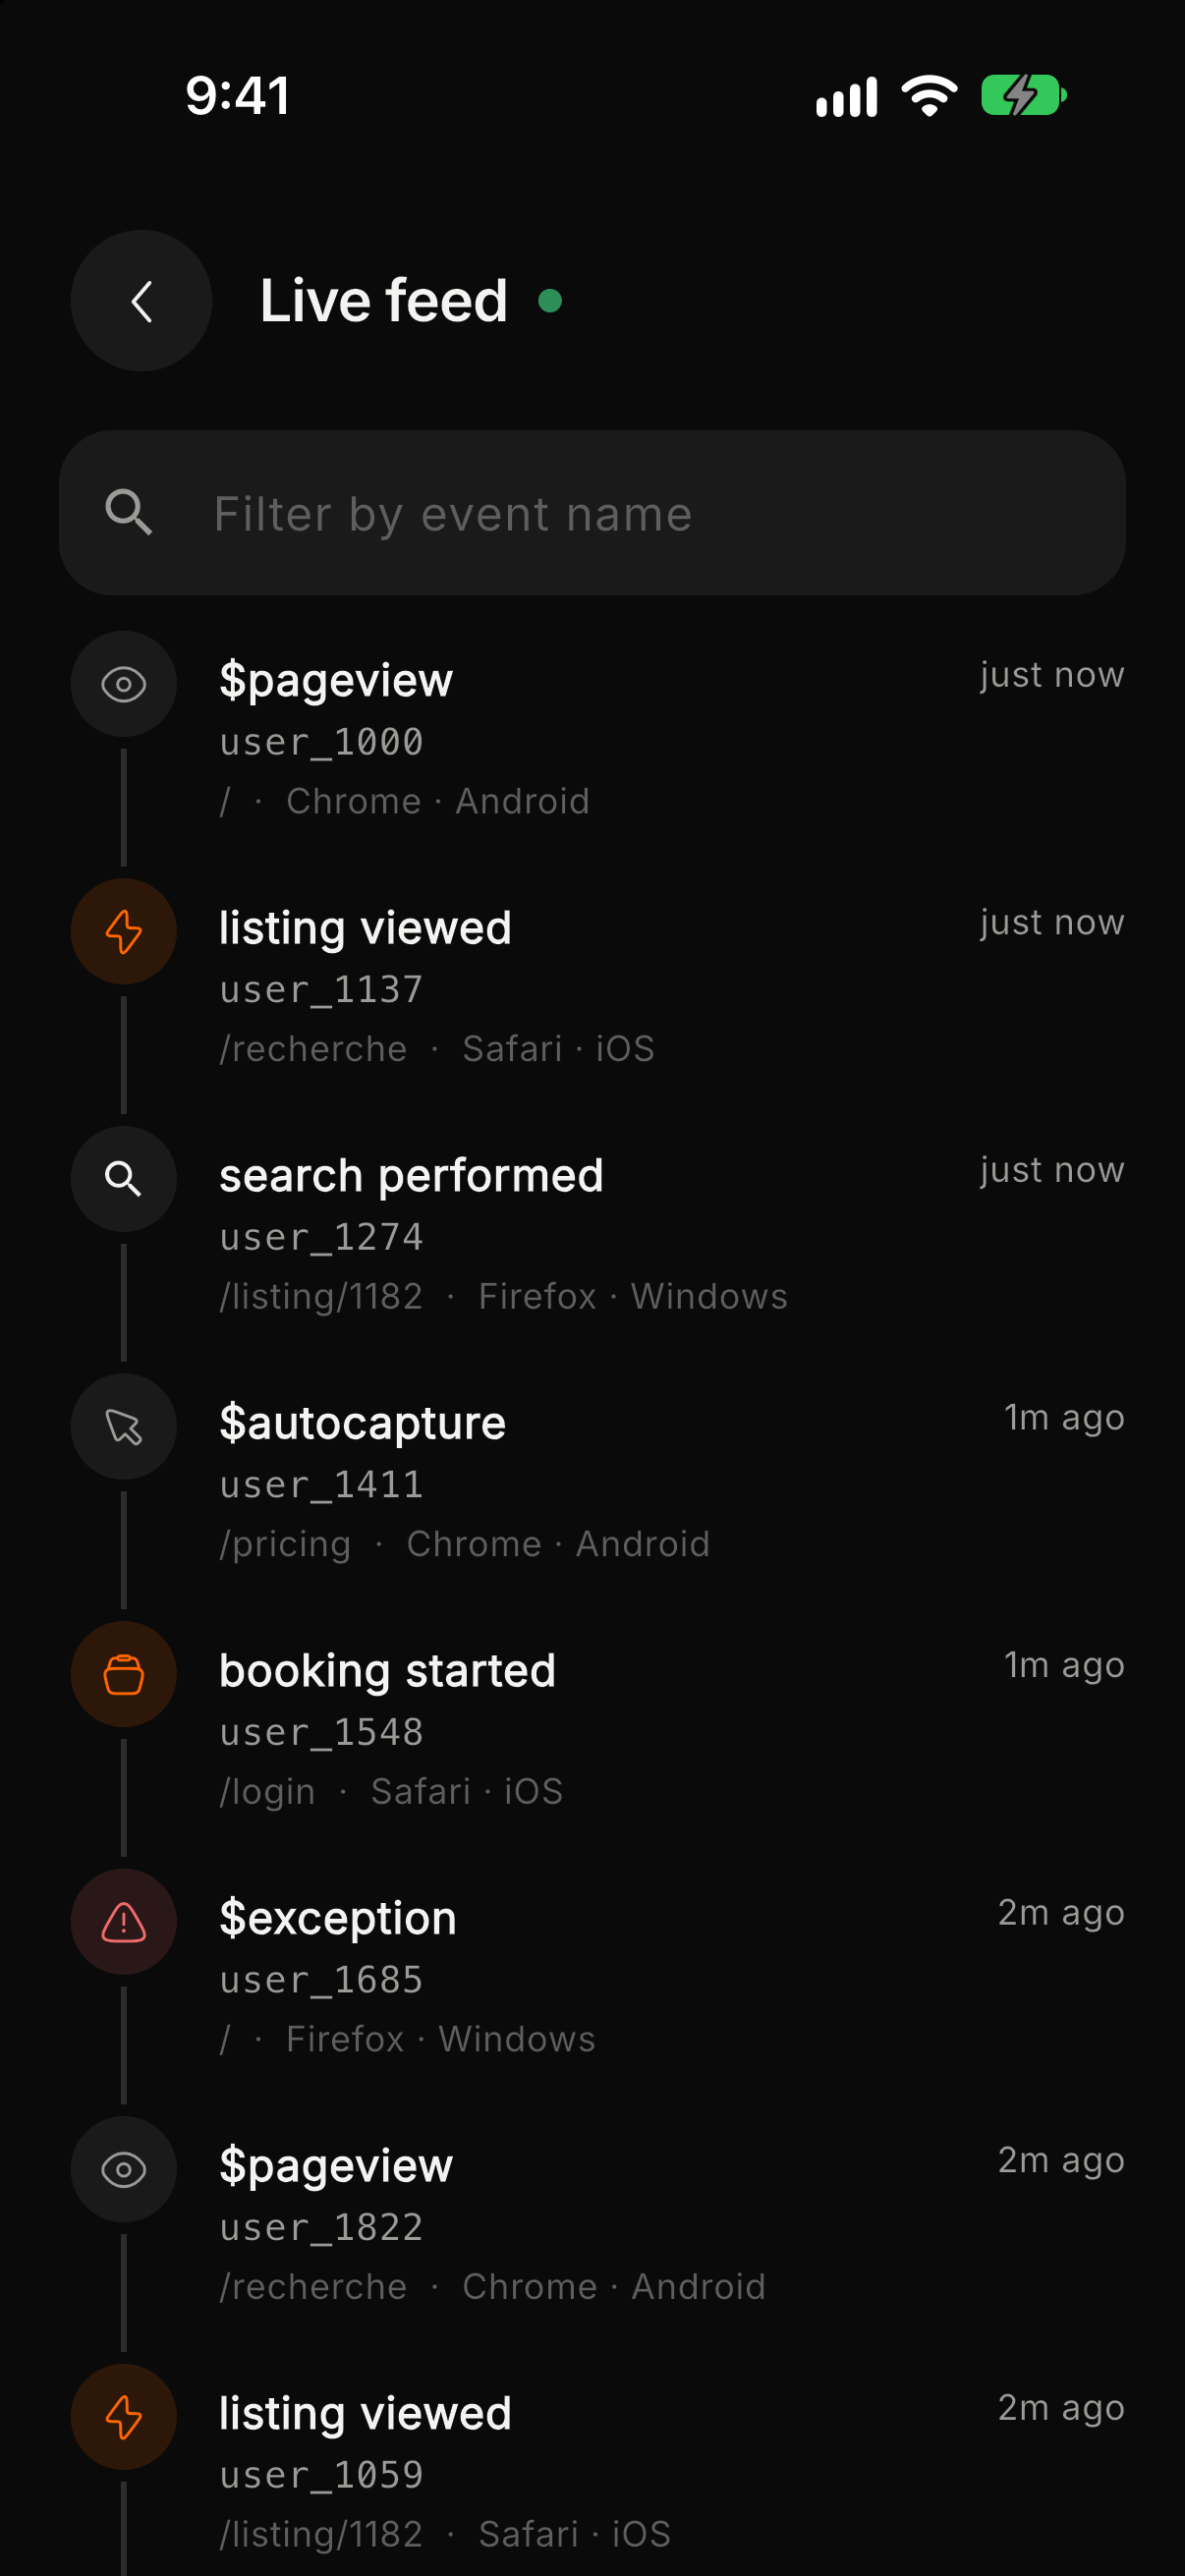 9:41
Live feed
Filter by event name
$pageview
just now
user_1000
/ · Chrome · Android
listing viewed
just now
user_1137
/recherche · Safari · iOS
search performed
just now
user_1274
/listing/1182 · Firefox · Windows
$autocapture
1m ago
user_1411
/pricing · Chrome · Android
booking started
1m ago
user_1548
/login · Safari · iOS
$exception
2m ago
user_1685
/ · Firefox · Windows
$pageview
2m ago
user_1822
/recherche · Chrome · Android
listing viewed
2m ago
user_1059
/listing/1182 · Safari · iOS